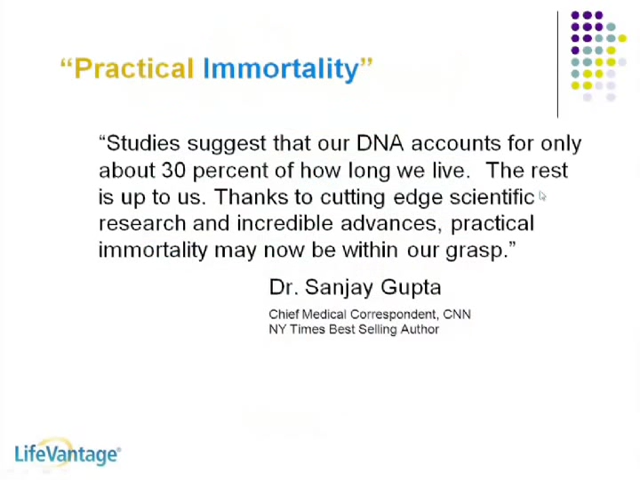 “Practical Immortality”
“Studies suggest that our DNA accounts for only
about 30 percent of how long we live. The rest
is up to us. Thanks to cutting edge scientific
research and incredible advances, practical
immortality may now be within our grasp.”
Dr. Sanjay Gupta
Chief Medical Correspondent, CNN
NY Times Best Selling Author
LifeVantage®